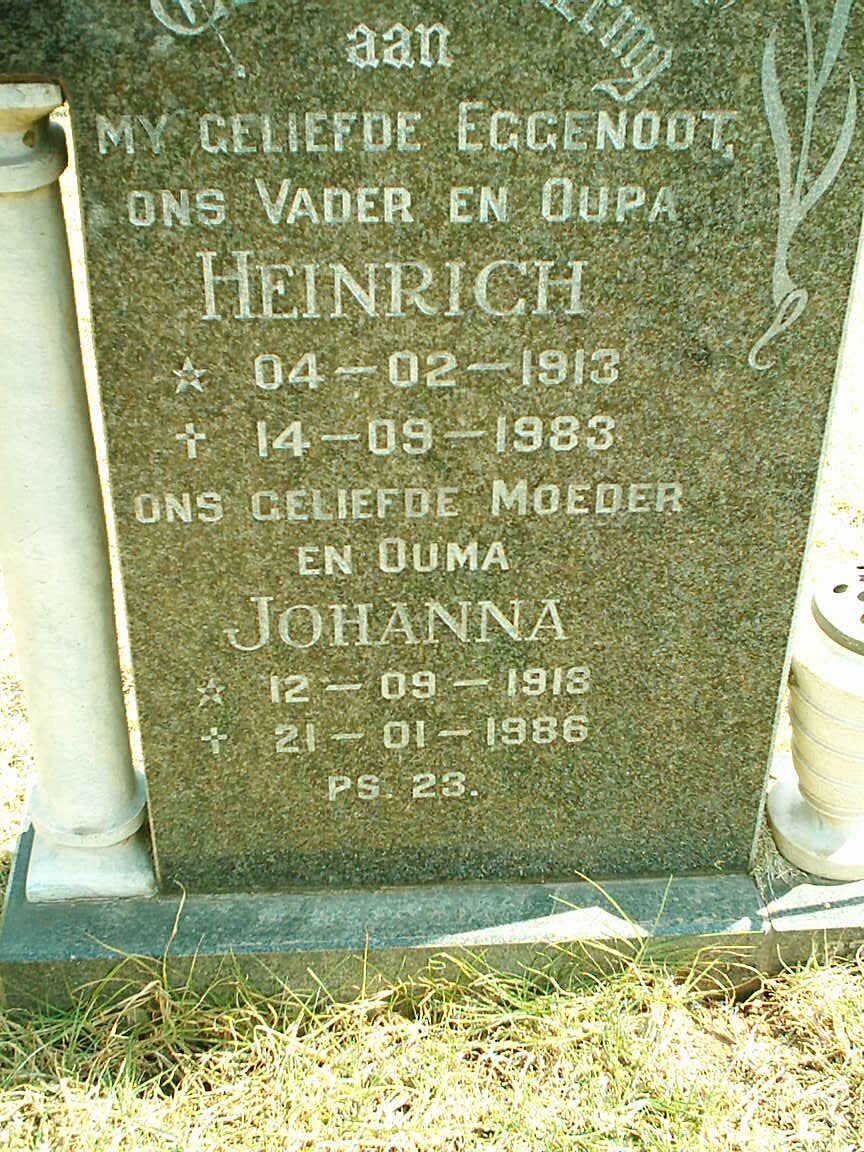 aan
MY GELIEFDE EGGENOOT,
ONS VADER EN OUPA
HEINRICH
☆ 04-02-1913
✝ 14-09-1983
ONS GELIEFDE MOEDER
EN OUMA
JOHANNA
☆ 12-09-1918
✝ 21-01-1986
PS. 23.